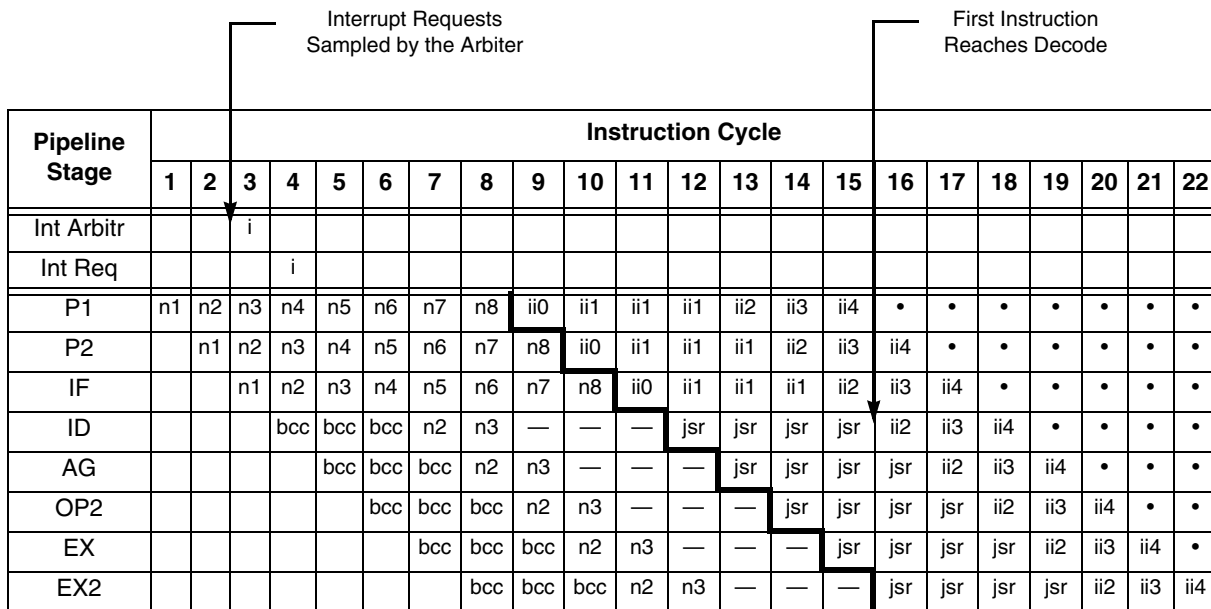 Interrupt Requests
Sampled by the Arbiter
First Instruction
Reaches Decode
Pipeline Stage Instruction Cycle
1 2 3 4 5 6 7 8 9 10 11 12 13 14 15 16 17 18 19 20 21 22
Int Arbitr i
Int Req i
P1 n1 n2 n3 n4 n5 n6 n7 n8 ii0 ii1 ii1 ii1 ii2 ii3 ii4 • • • • • • •
P2 n1 n2 n3 n4 n5 n6 n7 n8 ii0 ii1 ii1 ii1 ii2 ii3 ii4 • • • • • •
IF n1 n2 n3 n4 n5 n6 n7 n8 ii0 ii1 ii1 ii1 ii2 ii3 ii4 • • • • •
ID bcc bcc bcc n2 n3 — — — jsr jsr jsr jsr ii2 ii3 ii4 • • • •
AG bcc bcc bcc n2 n3 — — — jsr jsr jsr jsr ii2 ii3 ii4 • • •
OP2 bcc bcc bcc n2 n3 — — — jsr jsr jsr jsr ii2 ii3 ii4 • •
EX bcc bcc bcc n2 n3 — — — jsr jsr jsr jsr ii2 ii3 ii4 •
EX2 bcc bcc bcc n2 n3 — — — jsr jsr jsr jsr ii2 ii3 ii4